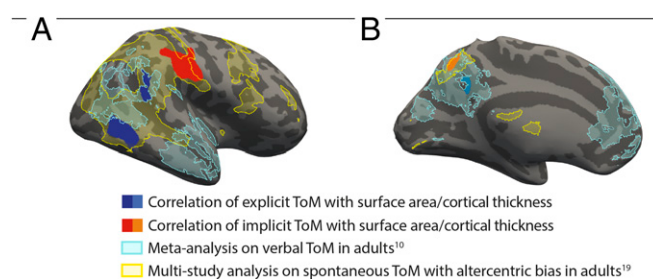 A
B
Correlation of explicit ToM with surface area/cortical thickness
Correlation of implicit ToM with surface area/cortical thickness
Meta-analysis on verbal ToM in adults¹⁰
Multi-study analysis on spontaneous ToM with altercentric bias in adults¹⁹